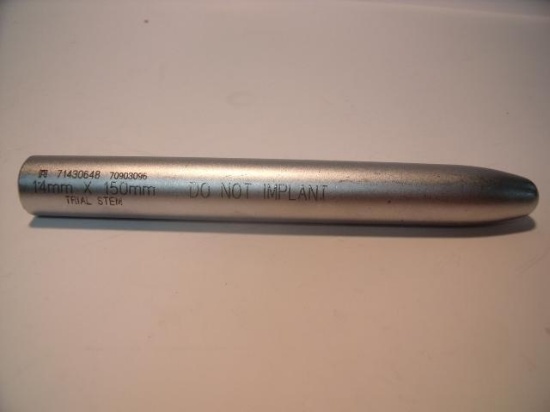 71430648 70903096
14mm X 150mm DO NOT IMPLANT
TRIAL STEM